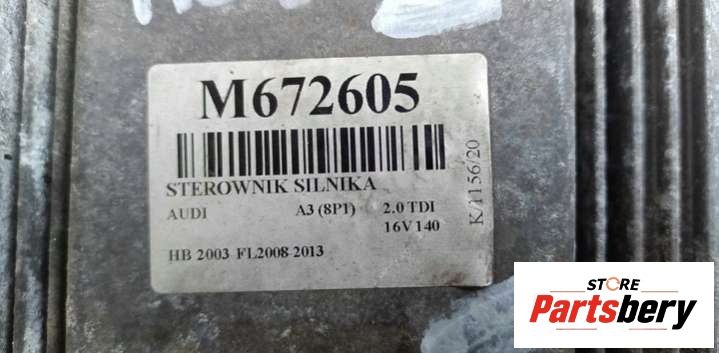 M672605
STEROWNIK SILNIKA
AUDI A3 (8P1) 2.0 TDI
16V 140
HB 2003 FL2008-2013
K/1156/20
STORE
Partsbery